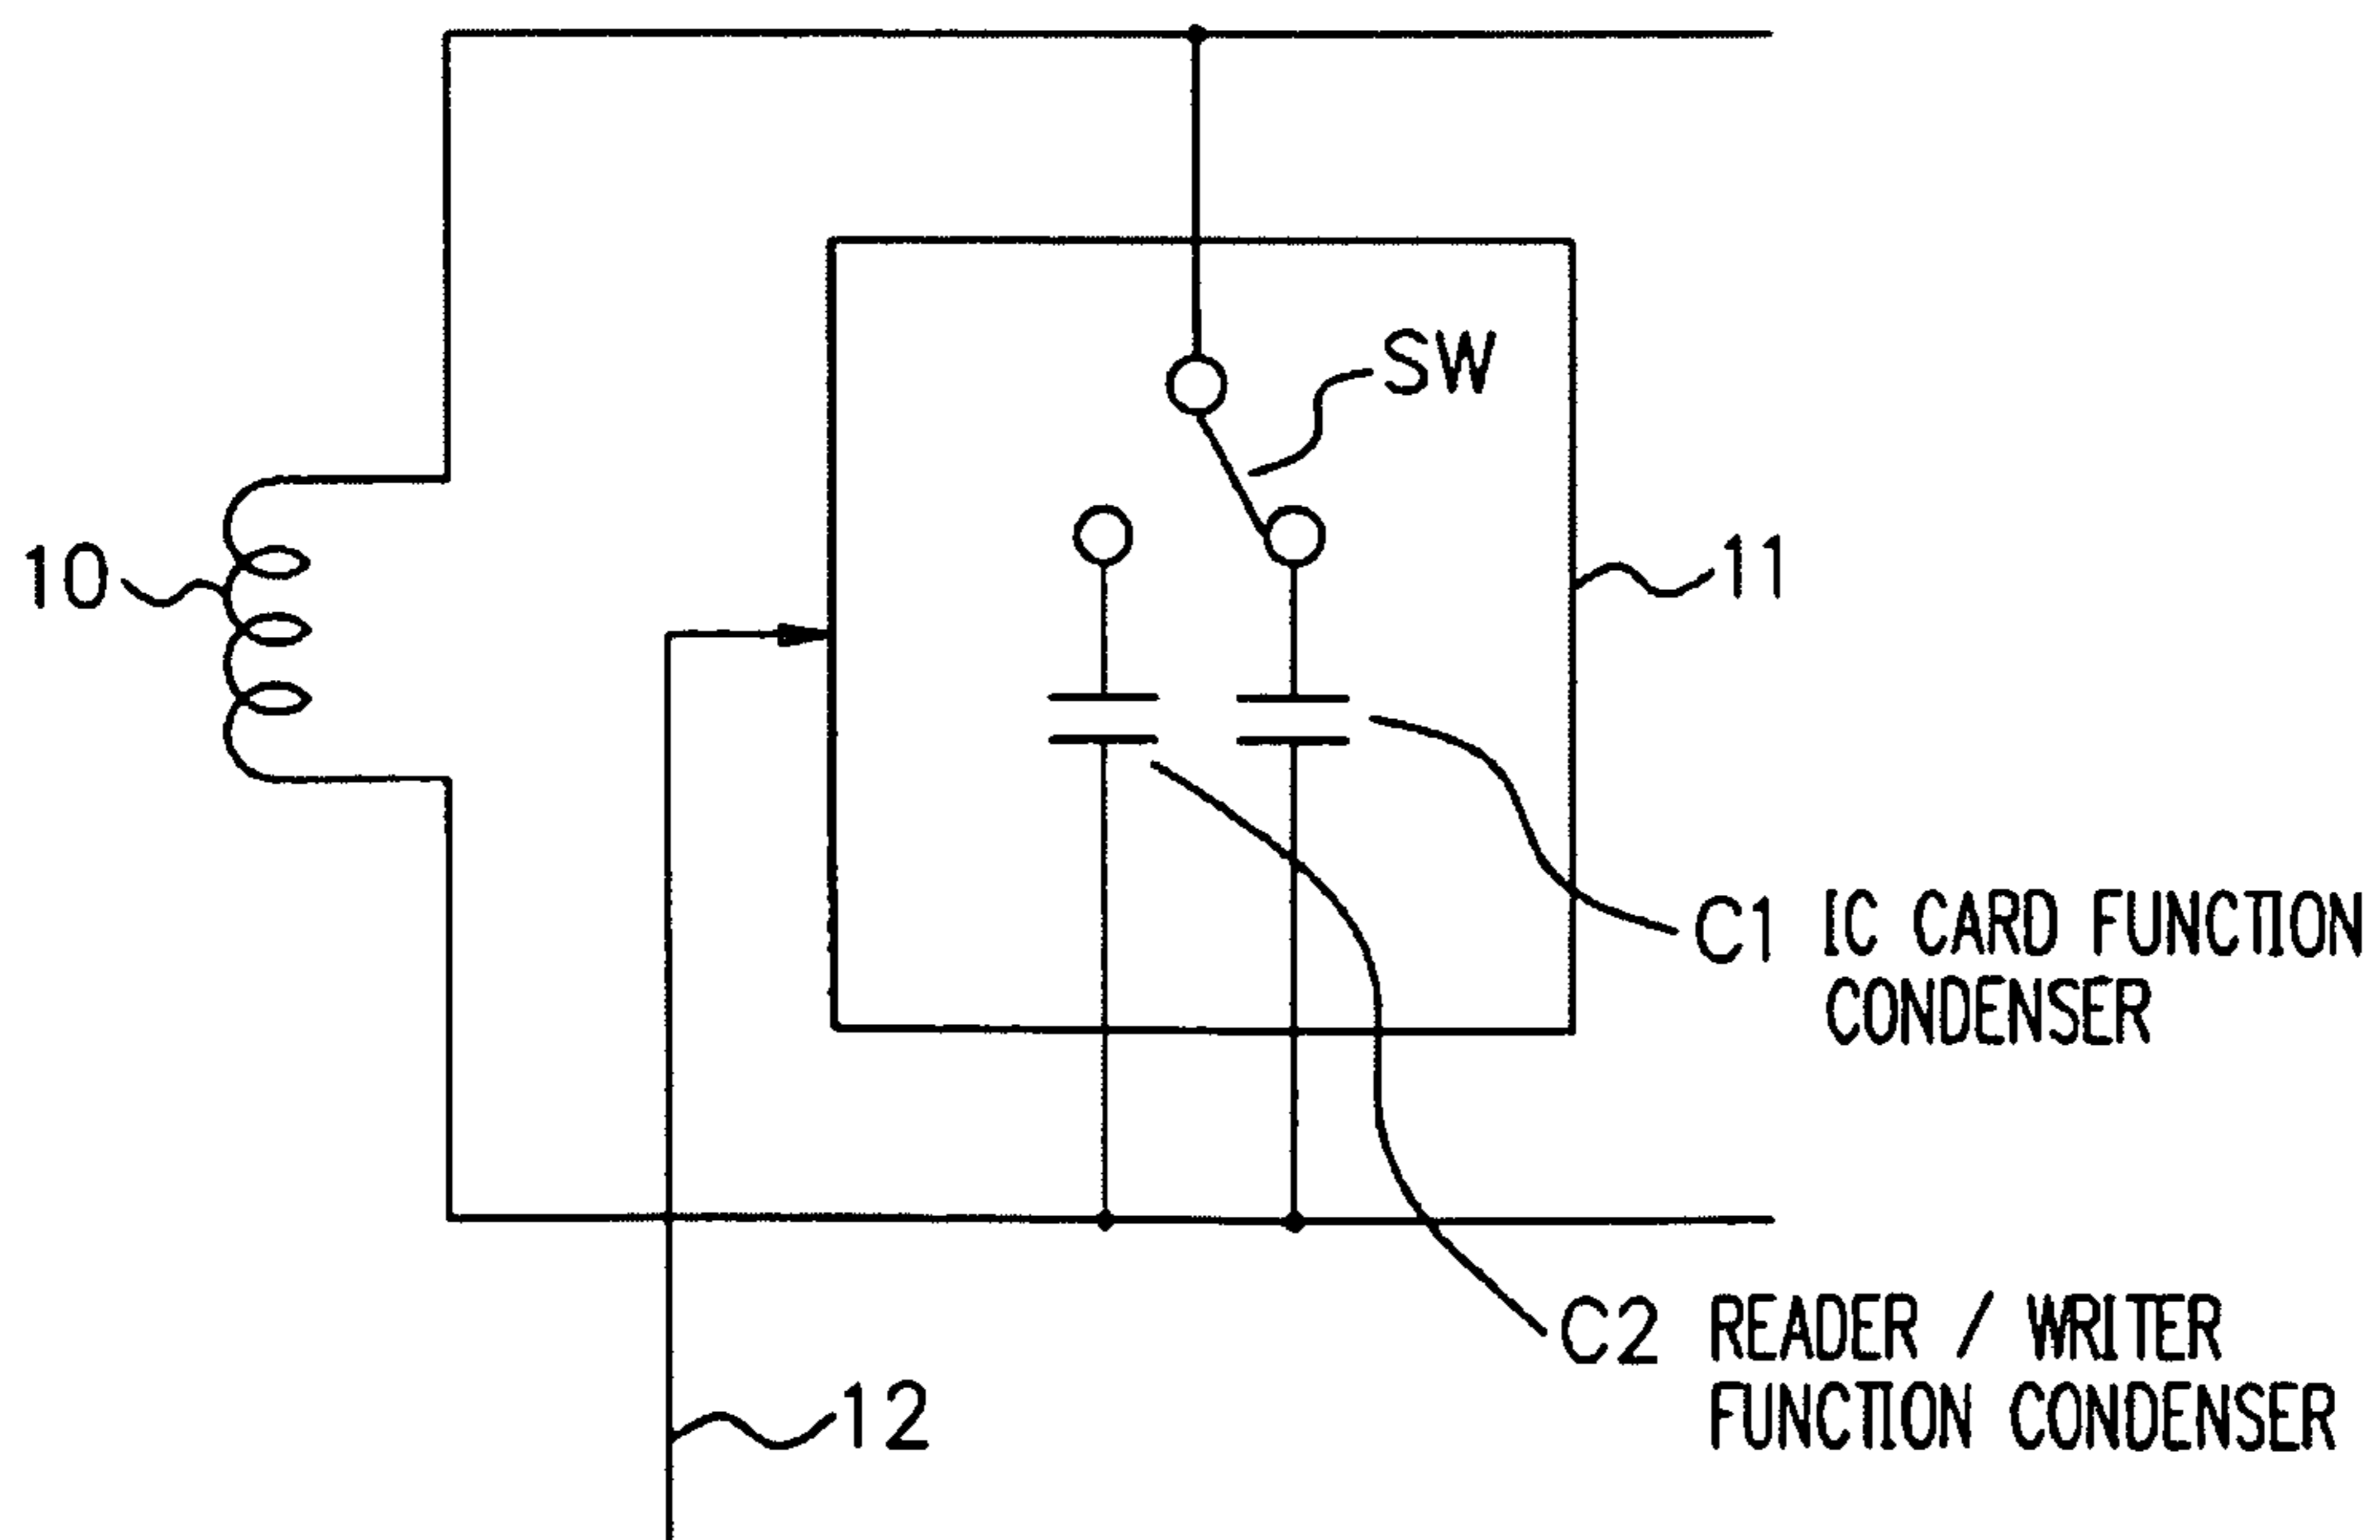 SW
10
11
C1 IC CARD FUNCTION
CONDENSER
C2 READER / WRITER
FUNCTION CONDENSER
12